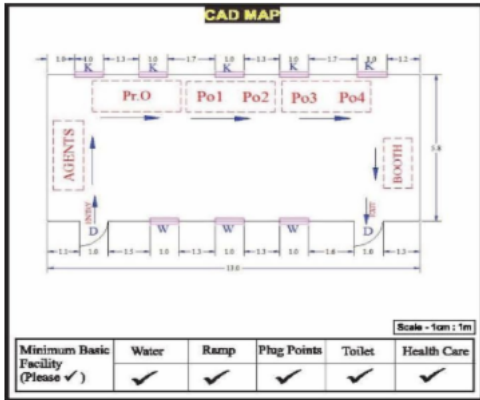 CAD MAP
1.0 1.0 1.3 1.0 1.7 1.0 1.3 1.0 1.7 1.0 1.2
K K K K K
Pr.O Po1 Po2 Po3 Po4
AGENTS
BOOTH
5.8
ENTRY
EXIT
D W W W D
1.2 1.0 1.5 1.0 1.3 1.0 1.3 1.0 1.6 1.0 1.3
13.0
Scale - 1cm : 1m
Minimum Basic Facility (Please ✓) Water Ramp Plug Points Toilet Health Care
✓ ✓ ✓ ✓ ✓